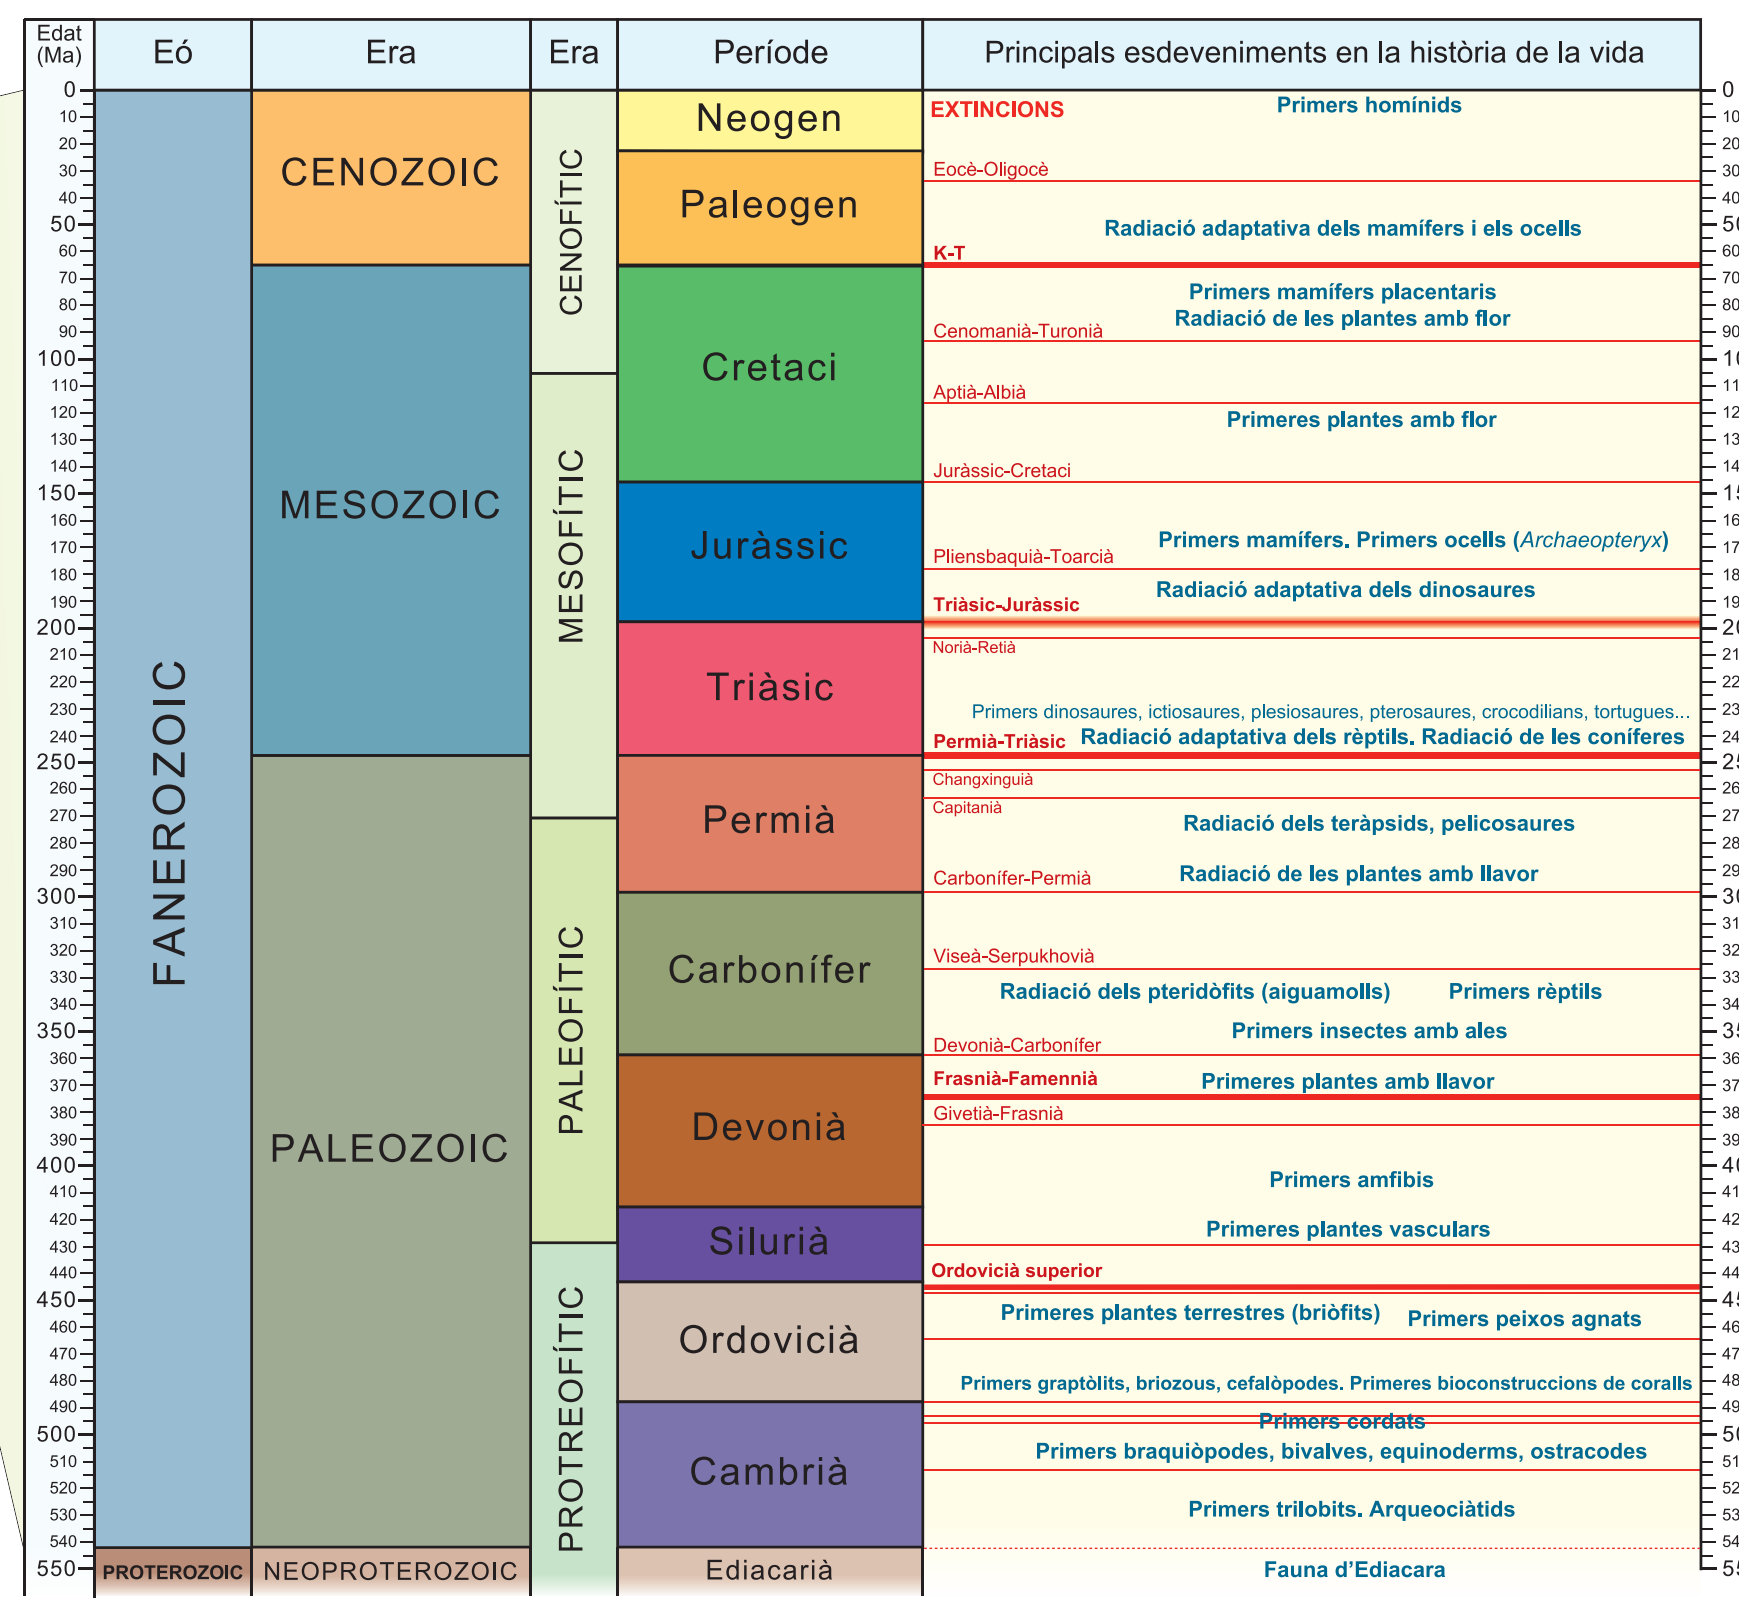 Edat
(Ma)
Eó
Era
Era
Període
Principals esdeveniments en la història de la vida
0
10
20
30
40
50
60
70
80
90
100
110
120
130
140
150
160
170
180
190
200
210
220
230
240
250
260
270
280
290
300
310
320
330
340
350
360
370
380
390
400
410
420
430
440
450
460
470
480
490
500
510
520
530
540
550
FANEROZOIC
PROTEROZOIC
CENOZOIC
MESOZOIC
PALEOZOIC
NEOPROTEROZOIC
CENOFÍTIC
MESOFÍTIC
PALEOFÍTIC
PROTREOFÍTIC
Neogen
Paleogen
Cretaci
Juràssic
Triàsic
Permià
Carbonífer
Devonià
Silurià
Ordovicià
Cambrià
Ediacarià
EXTINCIONS
Primers homínids
Eocè-Oligocè
Radiació adaptativa dels mamífers i els ocells
K-T
Primers mamífers placentaris
Radiació de les plantes amb flor
Cenomanià-Turonià
Aptià-Albià
Primeres plantes amb flor
Juràssic-Cretaci
Primers mamífers. Primers ocells (Archaeopteryx)
Pliensbaquià-Toarcià
Radiació adaptativa dels dinosaures
Triàsic-Juràssic
Norià-Retià
Primers dinosaures, ictiosaures, plesiosaures, pterosaures, crocodilians, tortugues...
Permià-Triàsic Radiació adaptativa dels rèptils. Radiació de les coníferes
Changxinguià
Capitanià
Radiació dels teràpsids, pelicosaures
Carbonífer-Permià
Radiació de les plantes amb llavor
Viseà-Serpukhovià
Radiació dels pteridòfits (aiguamolls)
Primers rèptils
Primers insectes amb ales
Devonià-Carbonífer
Frasnià-Famennià
Primeres plantes amb llavor
Givetià-Frasnià
Primers amfibis
Primeres plantes vasculars
Ordovicià superior
Primeres plantes terrestres (briòfits)
Primers peixos agnats
Primers graptòlits, briozous, cefalòpodes. Primeres bioconstruccions de coralls
Primers cordats
Primers braquiòpodes, bivalves, equinoderms, ostracodes
Primers trilobits. Arqueociàtids
Fauna d'Ediacara
0
10
20
30
40